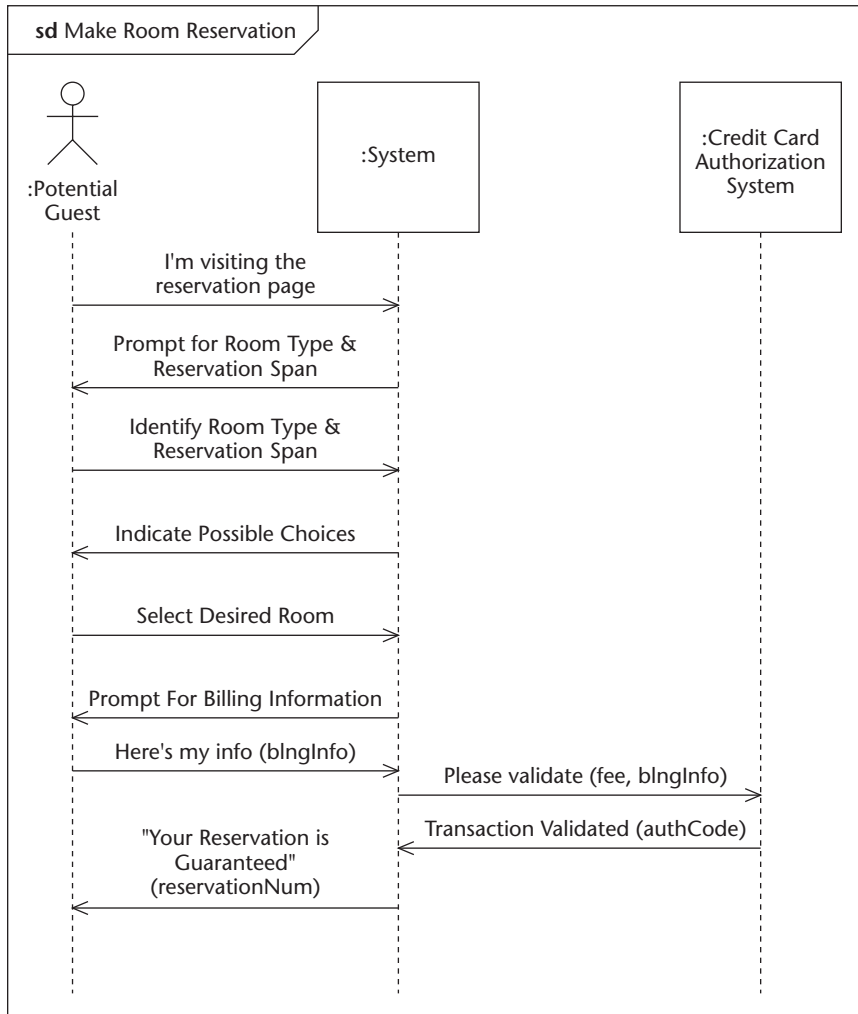 sd Make Room Reservation
:Potential
Guest
:System
:Credit Card
Authorization
System
I'm visiting the
reservation page
Prompt for Room Type &
Reservation Span
Identify Room Type &
Reservation Span
Indicate Possible Choices
Select Desired Room
Prompt For Billing Information
Here's my info (blngInfo)
Please validate (fee, blngInfo)
Transaction Validated (authCode)
"Your Reservation is
Guaranteed"
(reservationNum)